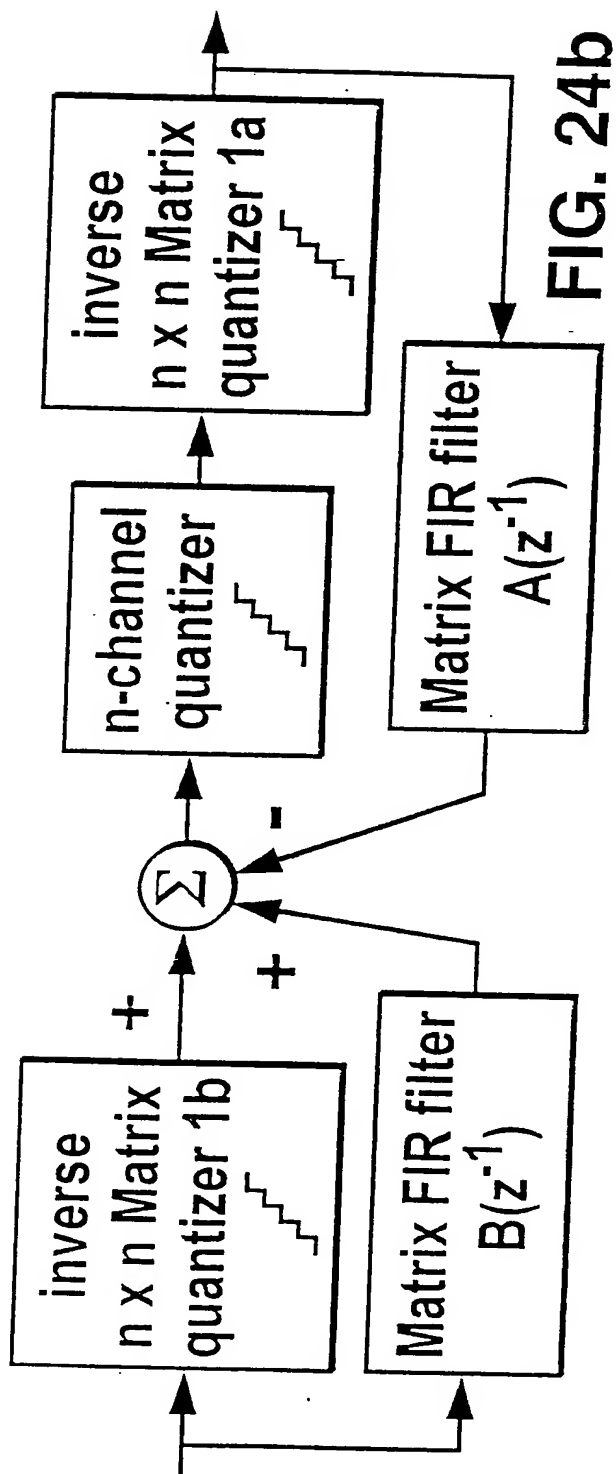 inverse
n x n Matrix
quantizer 1b
+
Σ
+
-
n-channel
quantizer
inverse
n x n Matrix
quantizer 1a
Matrix FIR filter
B(z⁻¹)
Matrix FIR filter
A(z⁻¹)
FIG. 24b